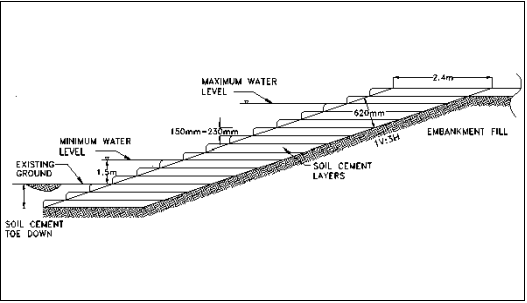 2.4m
MAXIMUM WATER
LEVEL
620mm
150mm-230mm
EMBANKMENT FILL
1V:3H
MINIMUM WATER
LEVEL
SOIL CEMENT
LAYERS
EXISTING
GROUND
1.5m
SOIL CEMENT
TOE DOWN